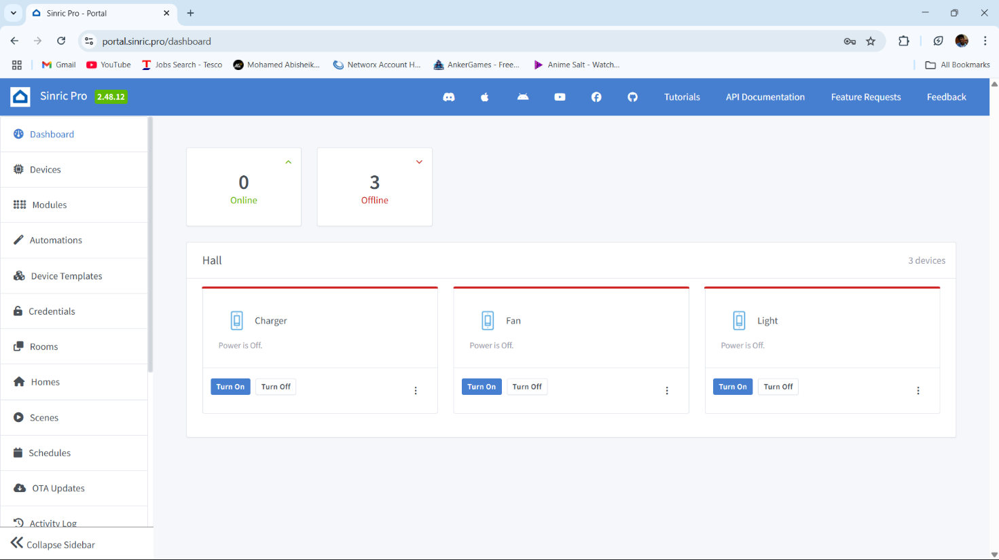 Sinric Pro - Portal
portal.sinric.pro/dashboard
Gmail YouTube Jobs Search - Tesco Mohamed Abisheik... Networx Account H... AnkerGames - Free... Anime Salt - Watch... All Bookmarks
Sinric Pro 2.48.12 Tutorials API Documentation Feature Requests Feedback
Dashboard
Devices
Modules
Automations
Device Templates
Credentials
Rooms
Homes
Scenes
Schedules
OTA Updates
Activity Log
Collapse Sidebar
0
Online
3
Offline
Hall 3 devices
Charger
Power is Off.
Turn On Turn Off
Fan
Power is Off.
Turn On Turn Off
Light
Power is Off.
Turn On Turn Off